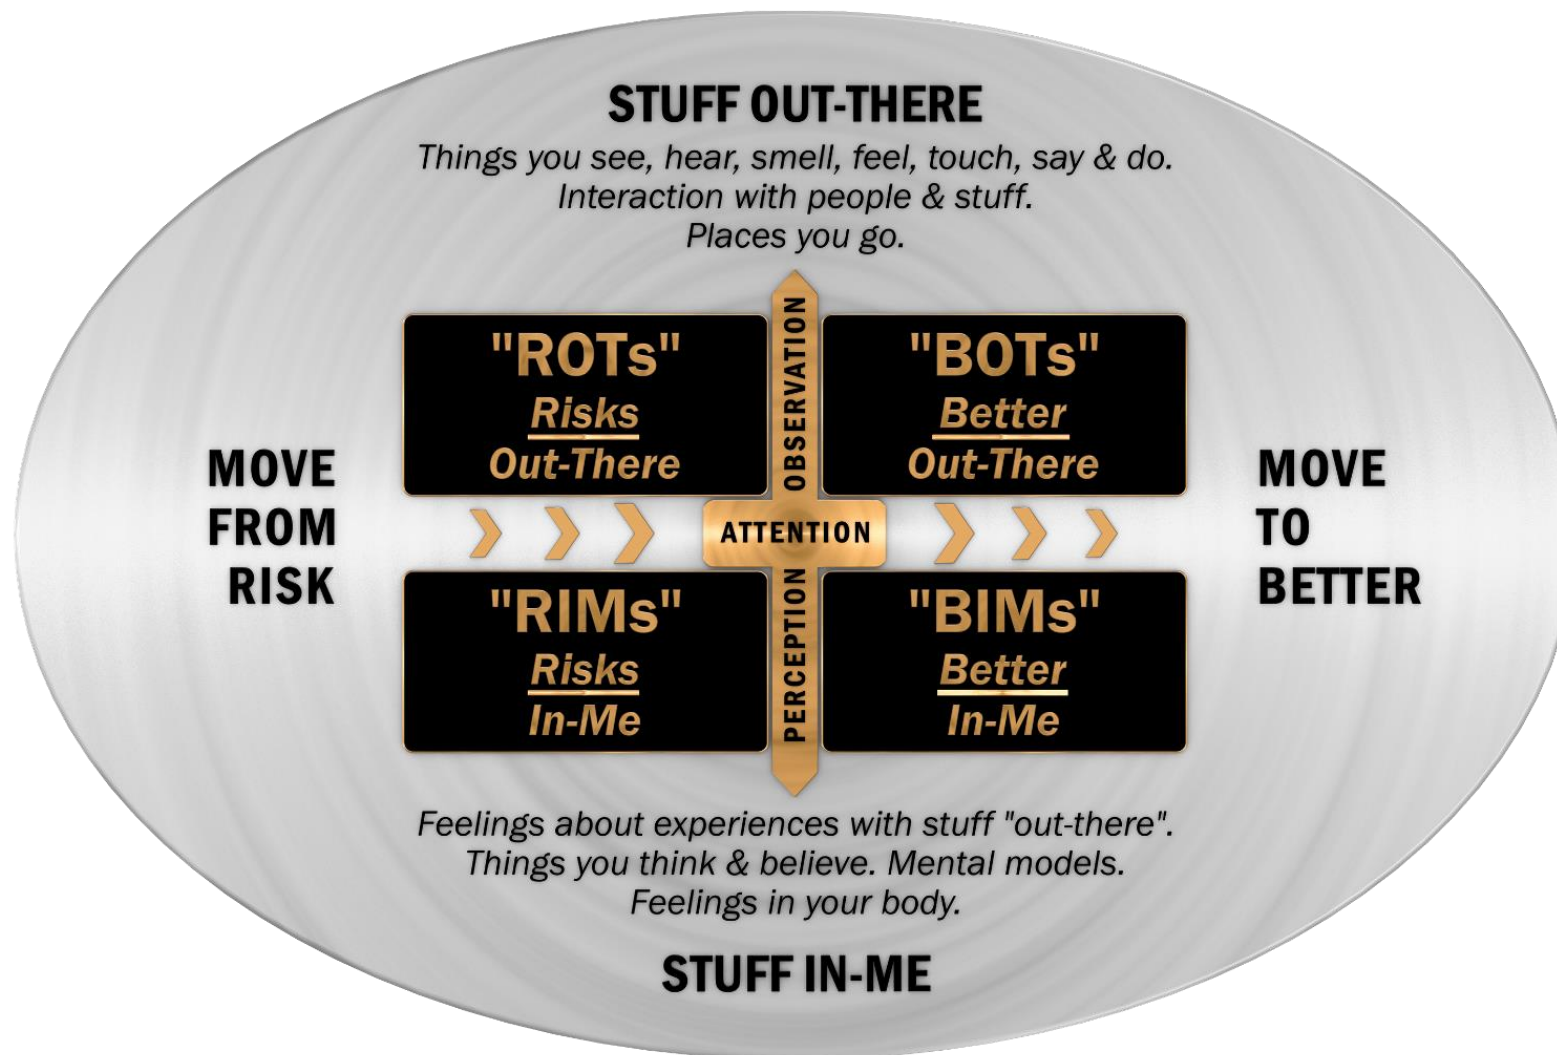 STUFF OUT-THERE
Things you see, hear, smell, feel, touch, say & do.
Interaction with people & stuff.
Places you go.
"ROTs"
Risks
Out-There
OBSERVATION
"BOTs"
Better
Out-There
MOVE
FROM
RISK
ATTENTION
MOVE
TO
BETTER
"RIMs"
Risks
In-Me
PERCEPTION
"BIMs"
Better
In-Me
Feelings about experiences with stuff "out-there".
Things you think & believe. Mental models.
Feelings in your body.
STUFF IN-ME